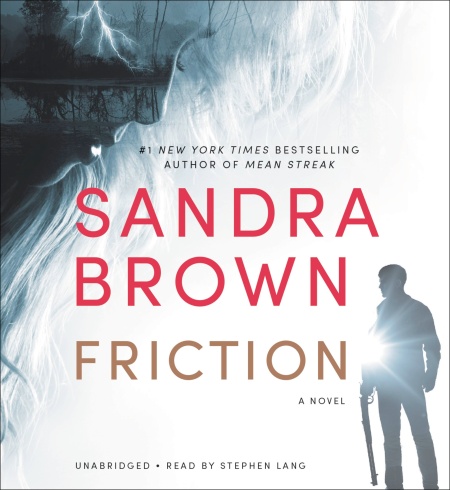 #1 NEW YORK TIMES BESTSELLING
AUTHOR OF MEAN STREAK
SANDRA
BROWN
FRICTION
A NOVEL
UNABRIDGED • READ BY STEPHEN LANG